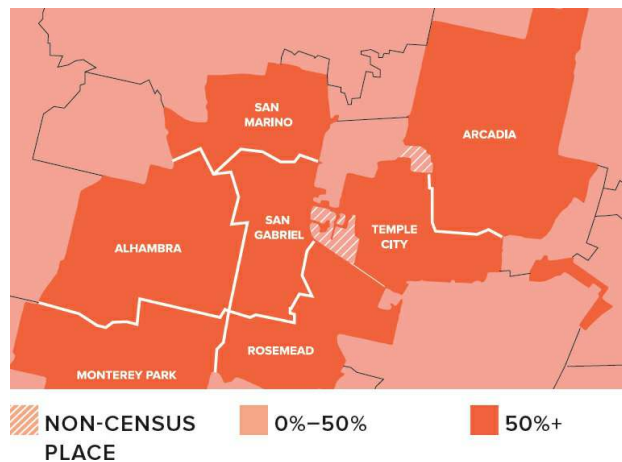 SAN
MARINO
ARCADIA
SAN
GABRIEL
TEMPLE
CITY
ALHAMBRA
ROSEMEAD
MONTEREY PARK
NON-CENSUS
PLACE
0%–50%
50%+